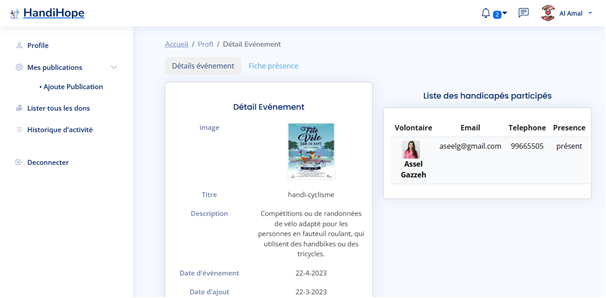 HandiHope
2
Al Amal
Profile
Mes publications
• Ajoute Publication
Lister tous les dons
Historique d'activité
Deconnecter
Accueil / Profl. / Détail Evénement
Détails événement
Fiche présence
Détail Evénement
image
Fête
Vélo
Titre
handi-cyclisme
Description
Compétitions ou de randonnées
de vélo adapté pour les
personnes en fauteuil roulant, qui
utilisent des handbikes ou des
tricycles.
Date d'événement
22-4-2023
Date d'ajout
22-3-2023
Liste des handicapés participés
Volontaire Email Telephone Presence
aseelg@gmail.com 99665505 présent
Assel
Gazzeh